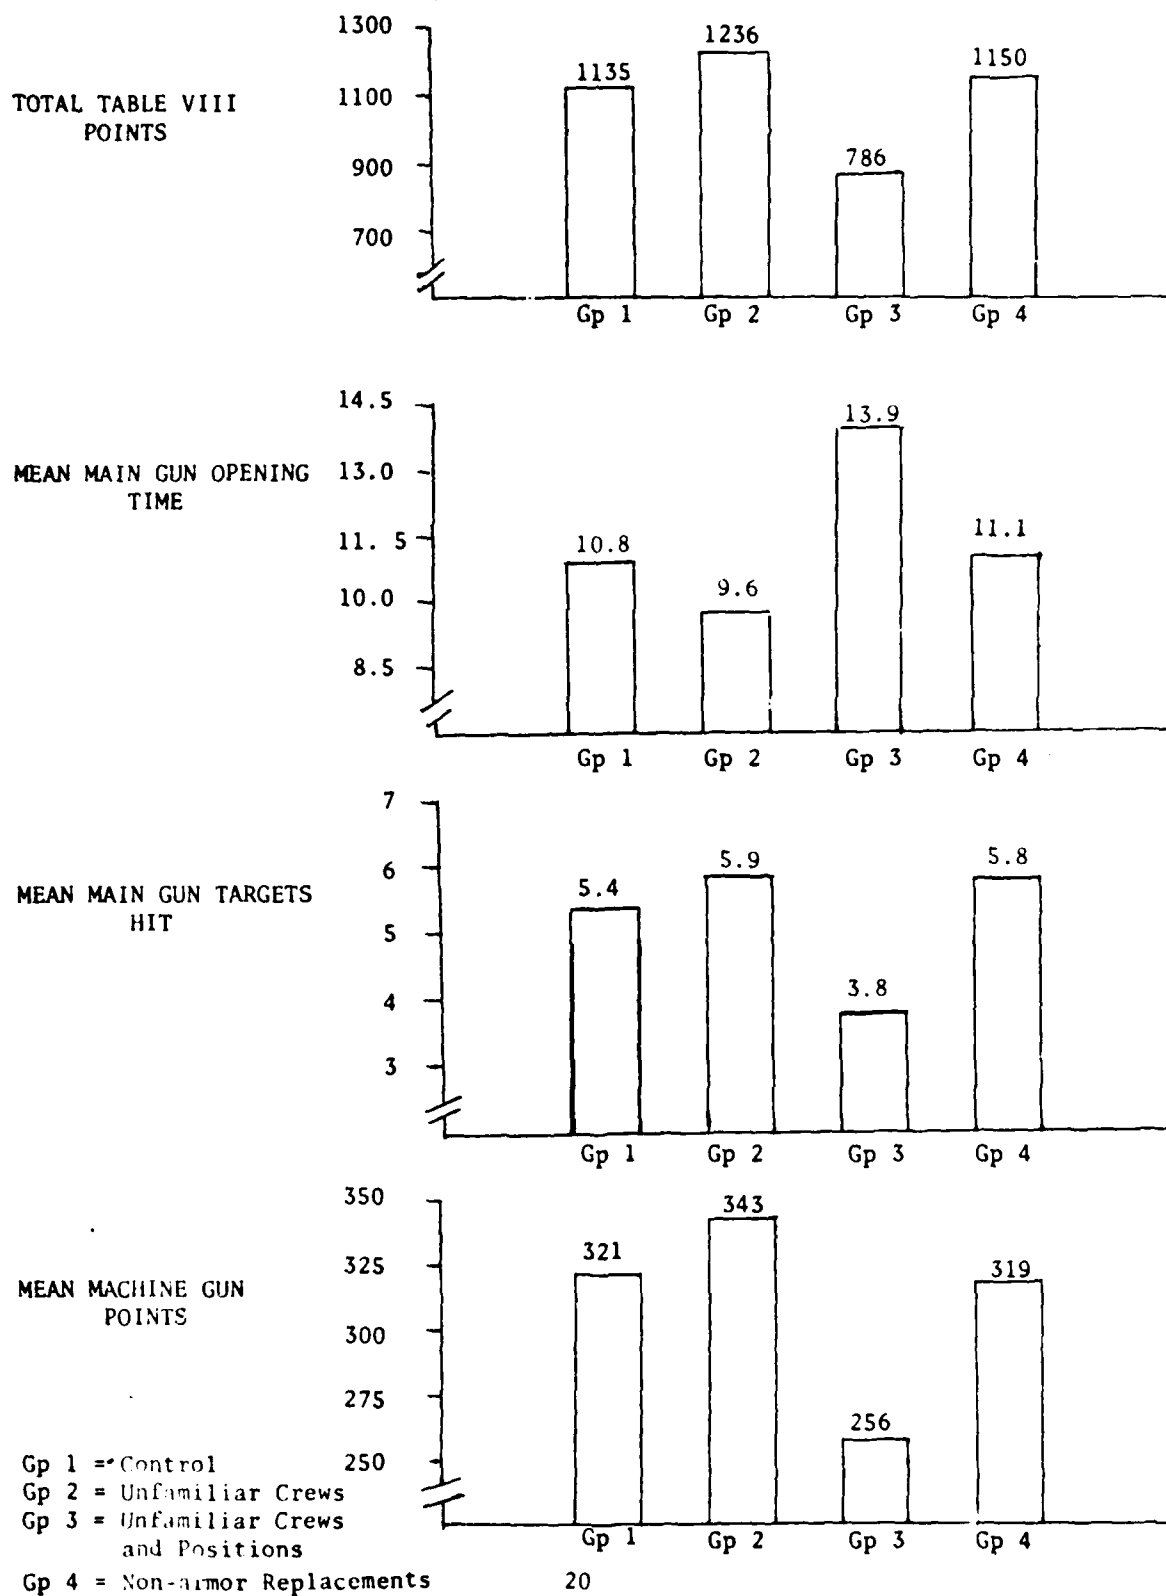 1300
1236
1135
1150
TOTAL TABLE VIII
POINTS
1100
900
786
700
Gp 1 Gp 2 Gp 3 Gp 4
14.5
13.9
MEAN MAIN GUN OPENING
TIME
13.0
11. 5
11.1
10.8
10.0
9.6
8.5
Gp 1 Gp 2 Gp 3 Gp 4
7
6
5.9
5.8
5.4
MEAN MAIN GUN TARGETS
HIT
5
4
3.8
3
Gp 1 Gp 2 Gp 3 Gp 4
350
343
321
325
319
MEAN MACHINE GUN
POINTS
300
275
256
250
Gp 1 Gp 2 Gp 3 Gp 4
Gp 1 = Control
Gp 2 = Unfamiliar Crews
Gp 3 = Unfamiliar Crews
and Positions
Gp 4 = Non-armor Replacements
20